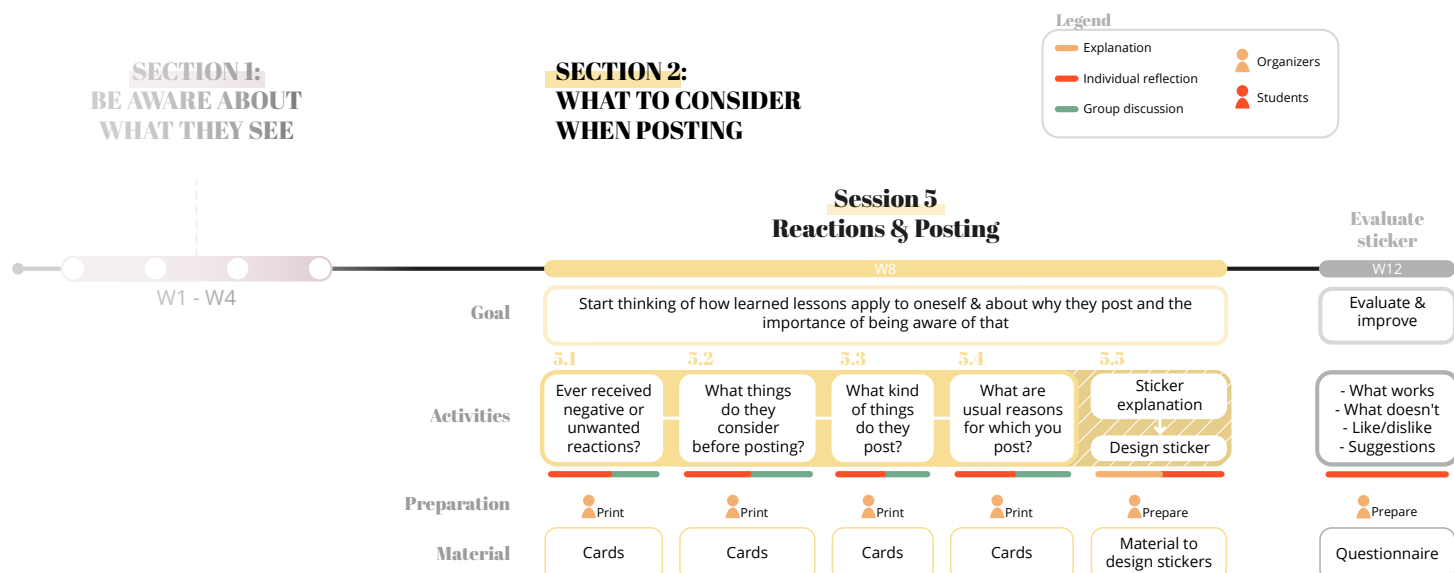 Legend
Explanation
Individual reflection
Group discussion
Organizers
Students
SECTION 1:
BE AWARE ABOUT
WHAT THEY SEE
SECTION 2:
WHAT TO CONSIDER
WHEN POSTING
Session 5
Reactions & Posting
Evaluate
sticker
W1 - W4
W8
W12
Goal
Start thinking of how learned lessons apply to oneself & about why they post and the
importance of being aware of that
Evaluate &
improve
Activities
5.1
Ever received
negative or
unwanted
reactions?
5.2
What things
do they
consider
before posting?
5.3
What kind
of things
do they
post?
5.4
What are
usual reasons
for which you
post?
5.5
Sticker
explanation
Design sticker
- What works
- What doesn't
- Like/dislike
- Suggestions
Preparation
Print
Print
Print
Print
Prepare
Prepare
Material
Cards
Cards
Cards
Cards
Material to
design stickers
Questionnaire